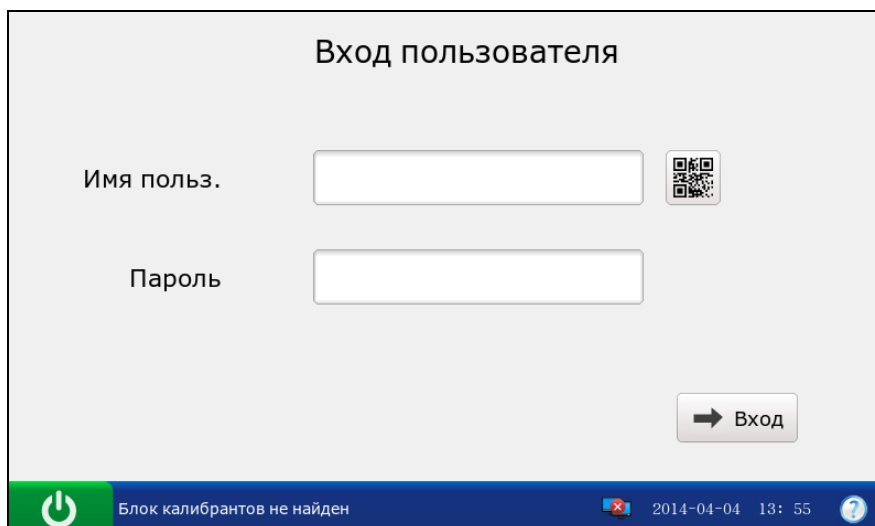 Вход пользователя
Имя польз.
Пароль
Вход
Блок калибрантов не найден 2014-04-04 13: 55 ?